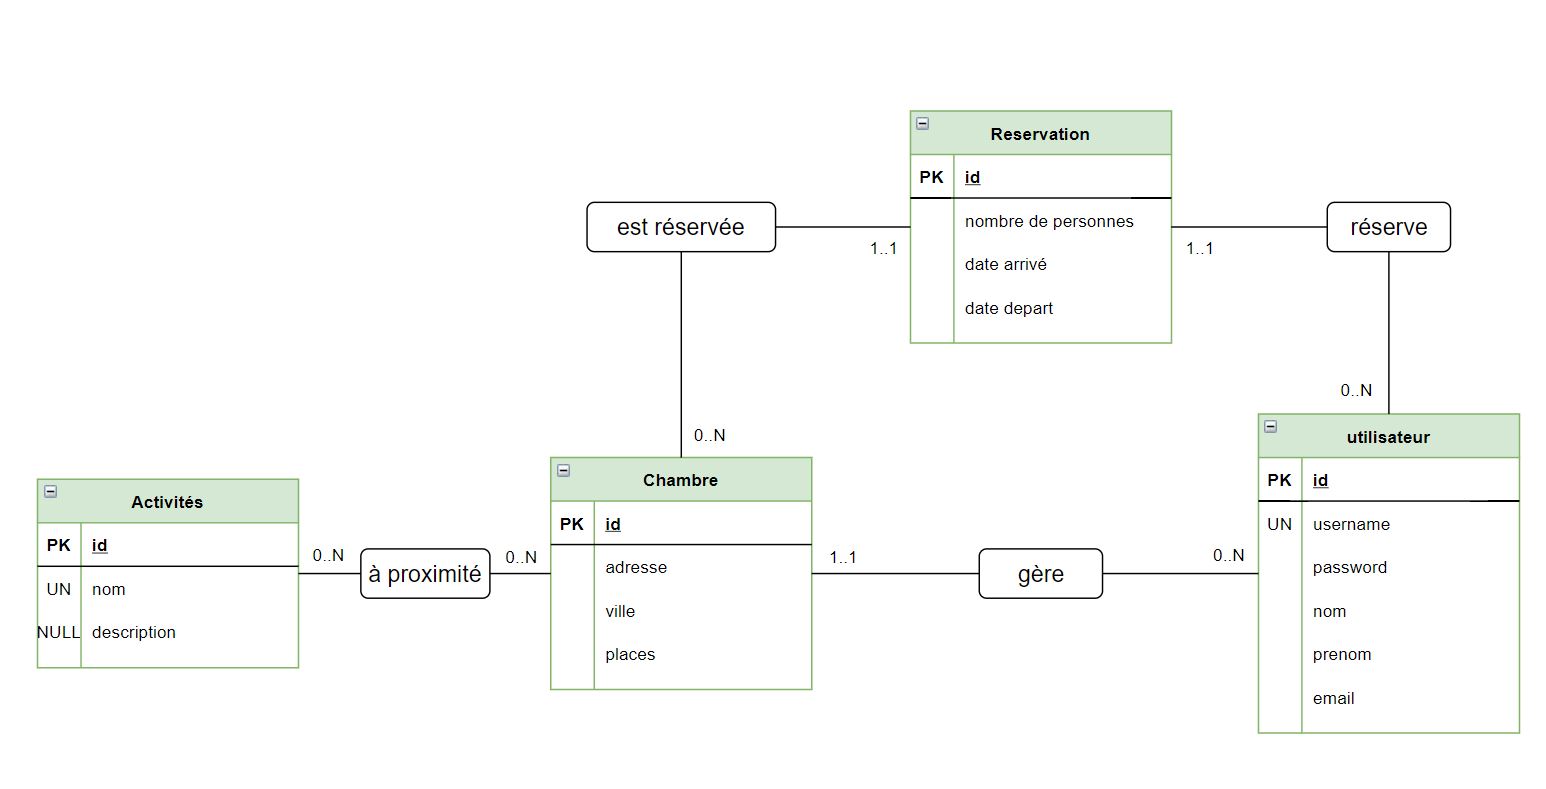 Reservation
PK id
nombre de personnes
date arrivé
date depart
est réservée
1..1
1..1
réserve
0..N
0..N
utilisateur
PK id
UN username
password
nom
prenom
email
Chambre
PK id
adresse
ville
places
Activités
PK id
UN nom
NULL description
0..N
à proximité
0..N
1..1
gère
0..N